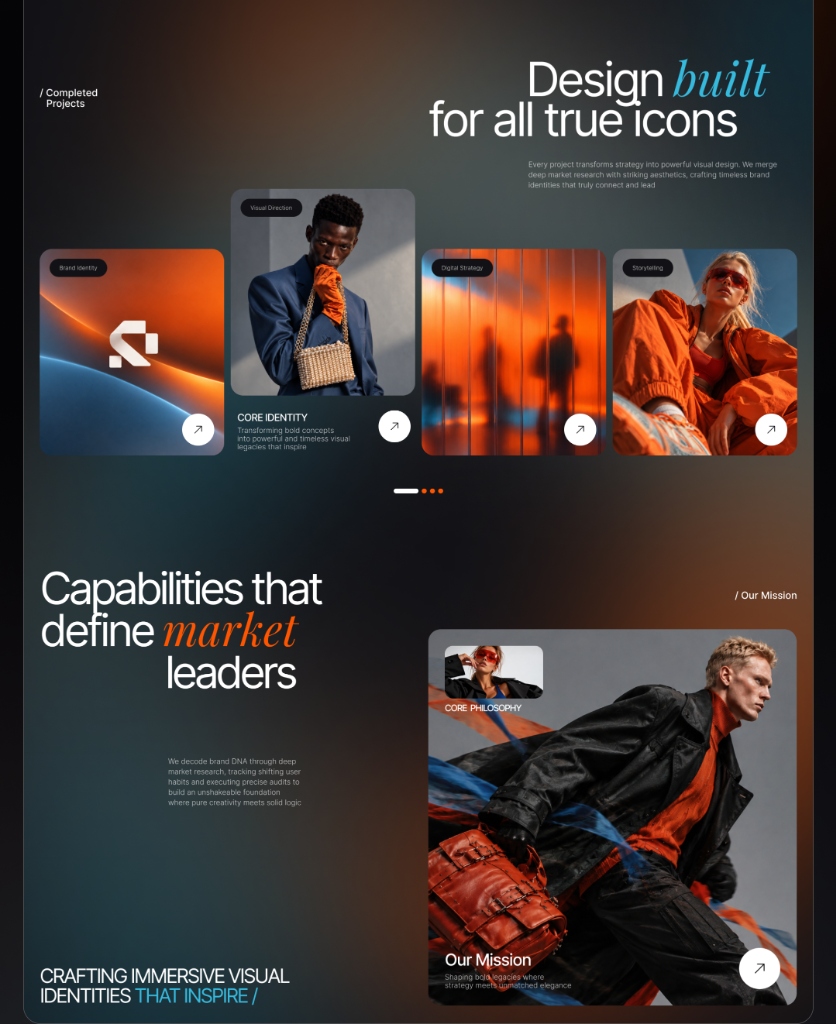 / Completed
Projects
Design built
for all true icons
Every project transforms strategy into powerful visual design. We merge
deep market research with striking aesthetics, crafting timeless brand
identities that truly connect and lead
Brand Identity
Visual Direction
Digital Strategy
Storytelling
CORE IDENTITY
Transforming bold concepts
into powerful and timeless visual
legacies that inspire
Capabilities that
define market
leaders
/ Our Mission
CORE PHILOSOPHY
We decode brand DNA through deep
market research, tracking shifting user
habits and executing precise audits to
build an unshakeable foundation
where pure creativity meets solid logic
Our Mission
Shaping bold legacies where
strategy meets unmatched elegance
CRAFTING IMMERSIVE VISUAL
IDENTITIES THAT INSPIRE /